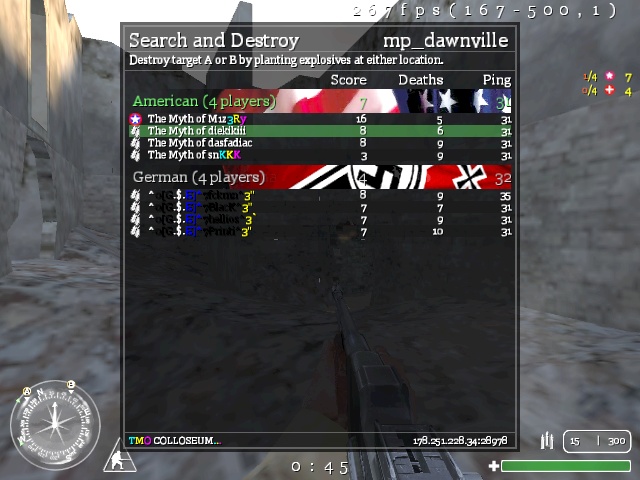 267fps(167-500,1)
Search and Destroy mp_dawnville
Destroy target A or B by planting explosives at either location.
Score Deaths Ping
American (4 players) 7 31
The Myth of M1z3Ry 16 5 31
The Myth of diekikiii 8 6 31
The Myth of dasfadiac 8 9 31
The Myth of snKKK 3 9 31
German (4 players) 4 32
8 9 35
7 7 31
7 9 31
7 10 31
1/4 7
0/4 4
A B
TMO COLLOSEUM... 178.251.228.34:28978
15 | 300
0:45